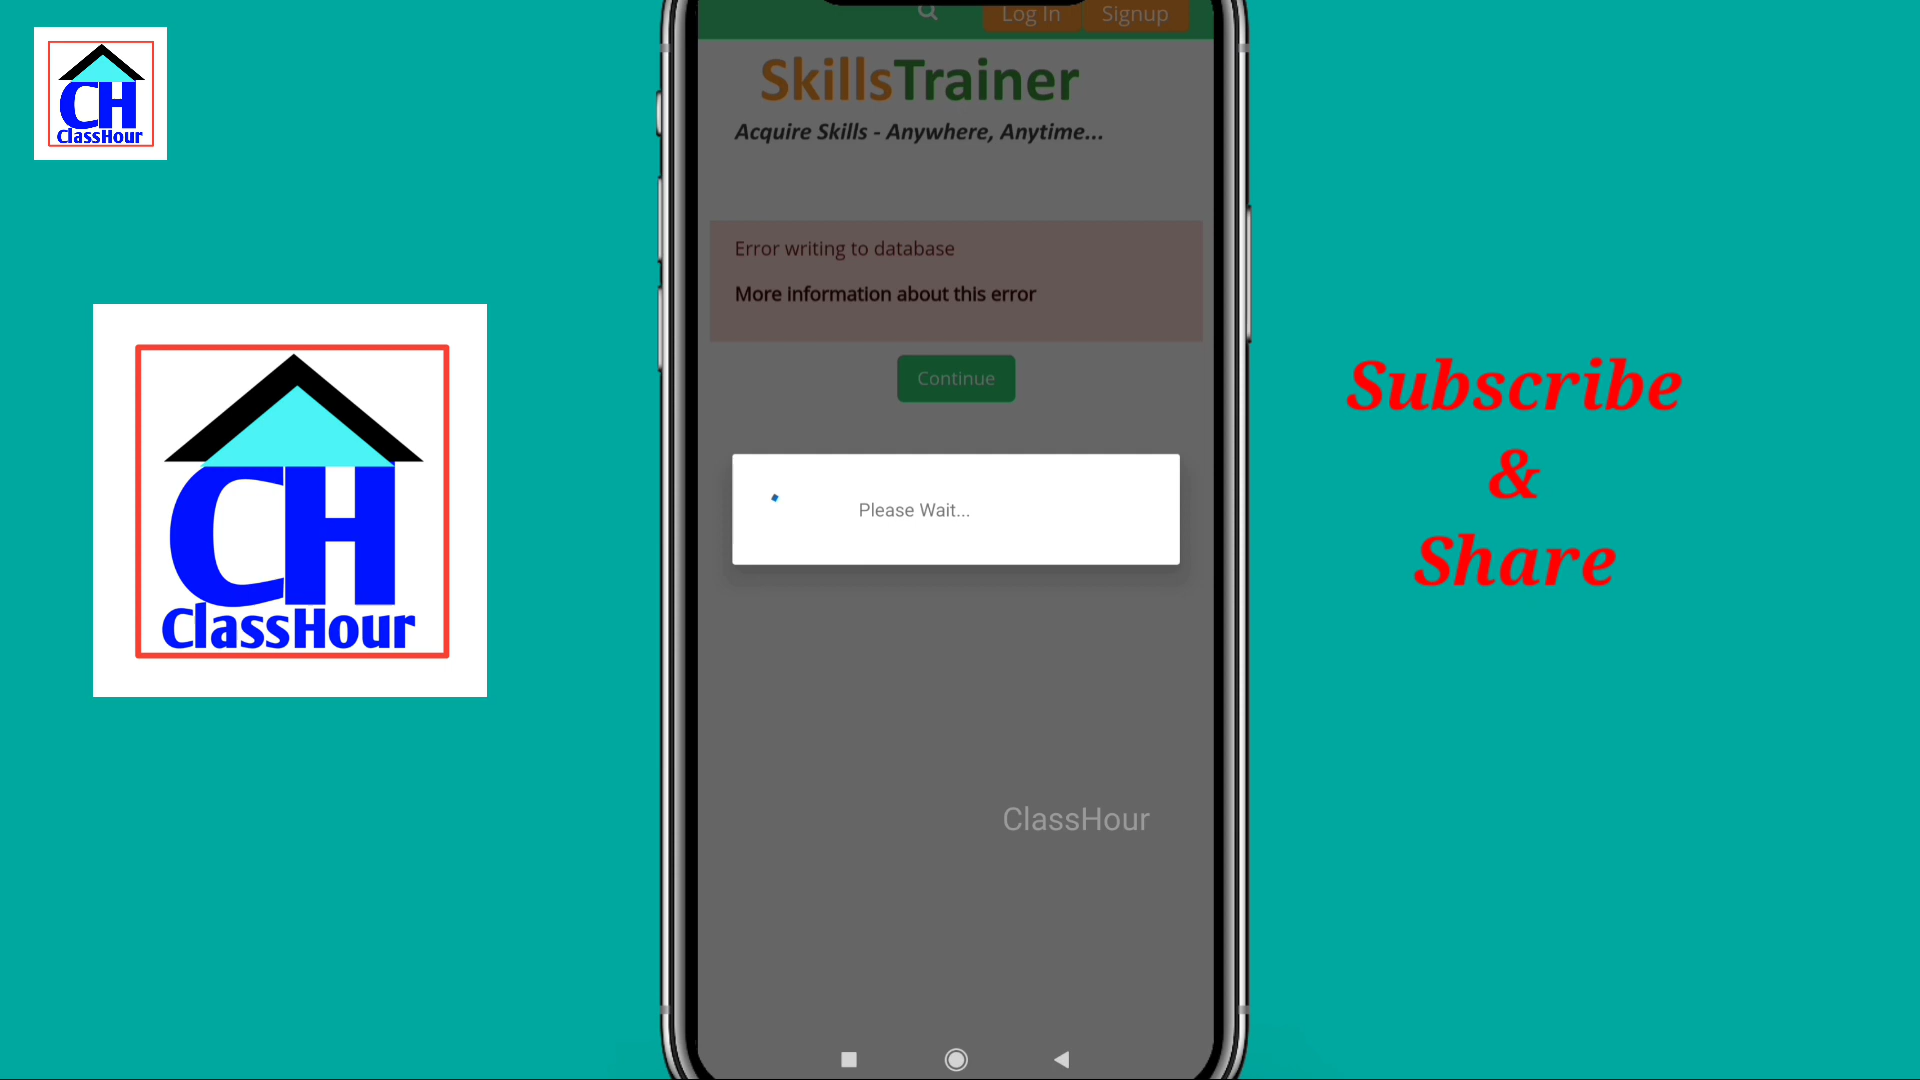 CH
ClassHour
CH
ClassHour
Log In
Signup
SkillsTrainer
Acquire Skills - Anywhere, Anytime...
Error writing to database
More information about this error
Continue
Please Wait...
ClassHour
Subscribe
&
Share